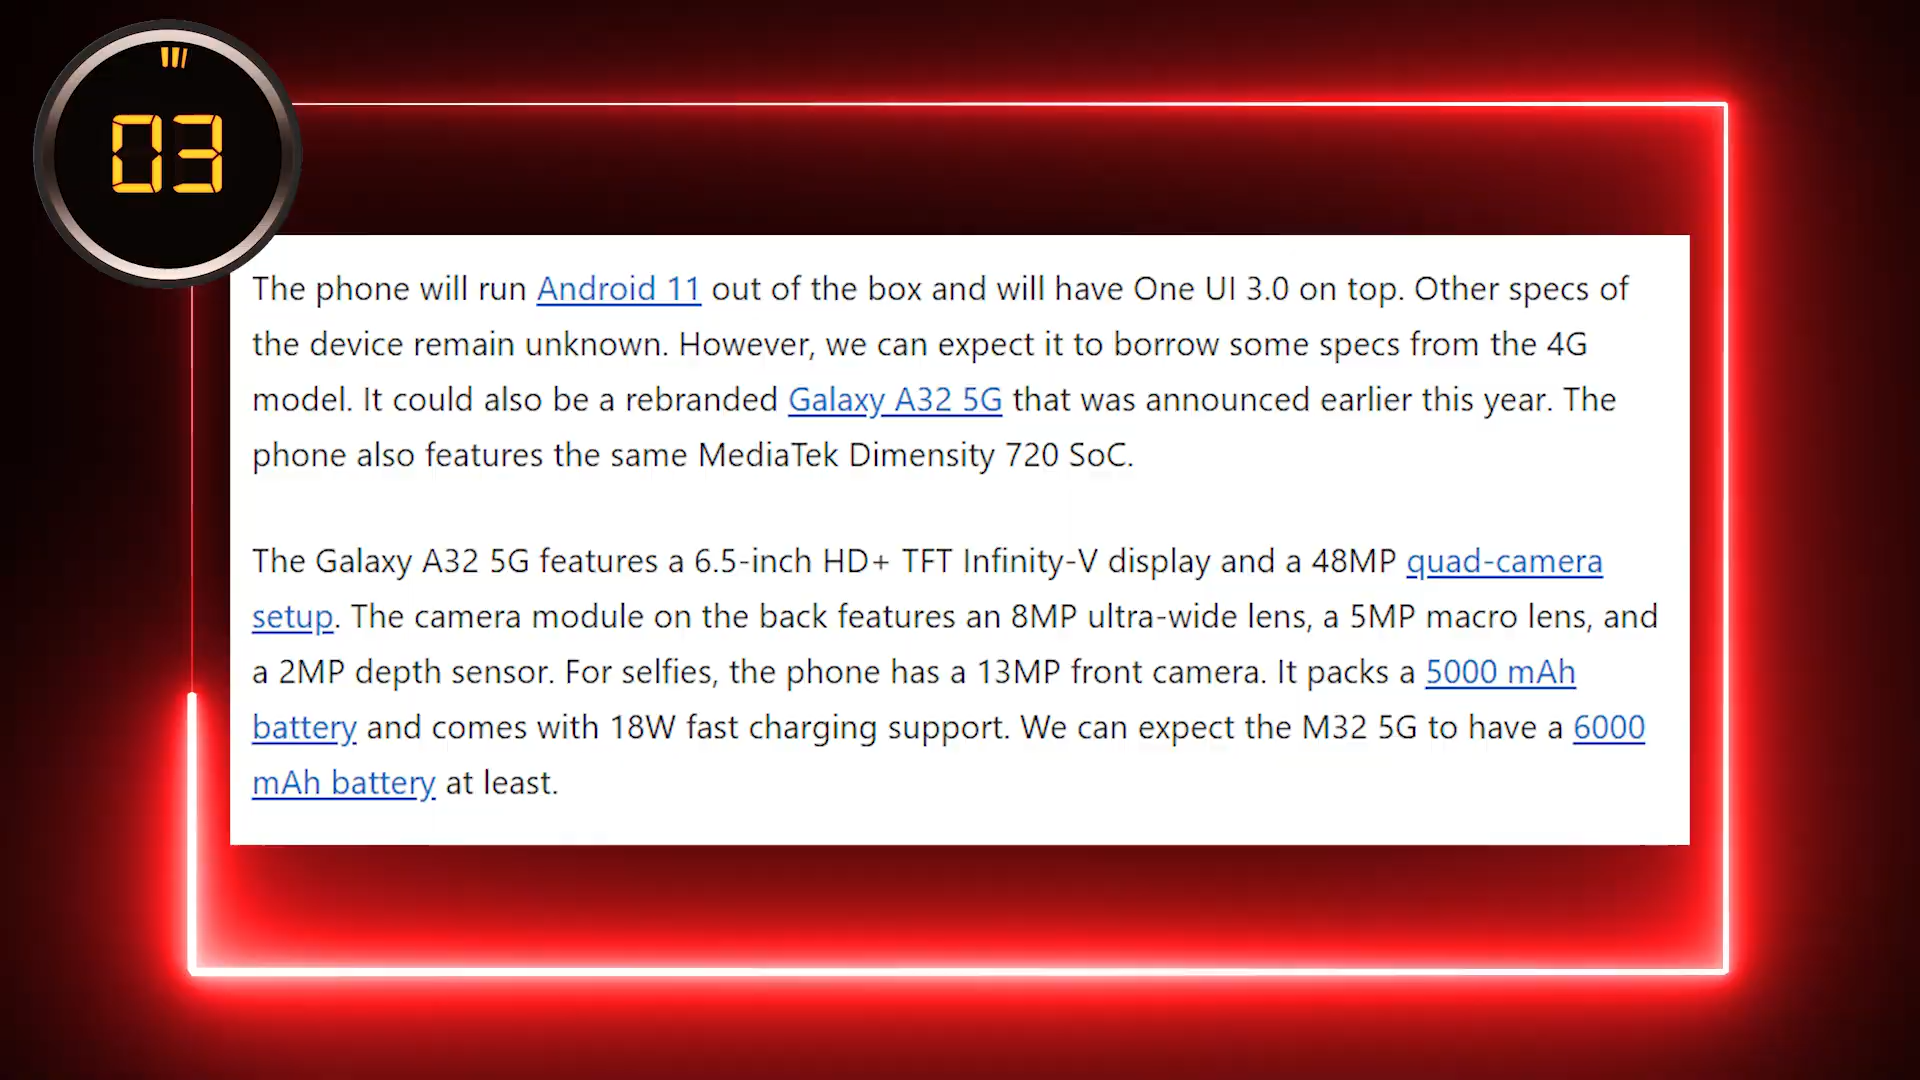 03
The phone will run Android 11 out of the box and will have One UI 3.0 on top. Other specs of
the device remain unknown. However, we can expect it to borrow some specs from the 4G
model. It could also be a rebranded Galaxy A32 5G that was announced earlier this year. The
phone also features the same MediaTek Dimensity 720 SoC.
The Galaxy A32 5G features a 6.5-inch HD+ TFT Infinity-V display and a 48MP quad-camera
setup. The camera module on the back features an 8MP ultra-wide lens, a 5MP macro lens, and
a 2MP depth sensor. For selfies, the phone has a 13MP front camera. It packs a 5000 mAh
battery and comes with 18W fast charging support. We can expect the M32 5G to have a 6000
mAh battery at least.